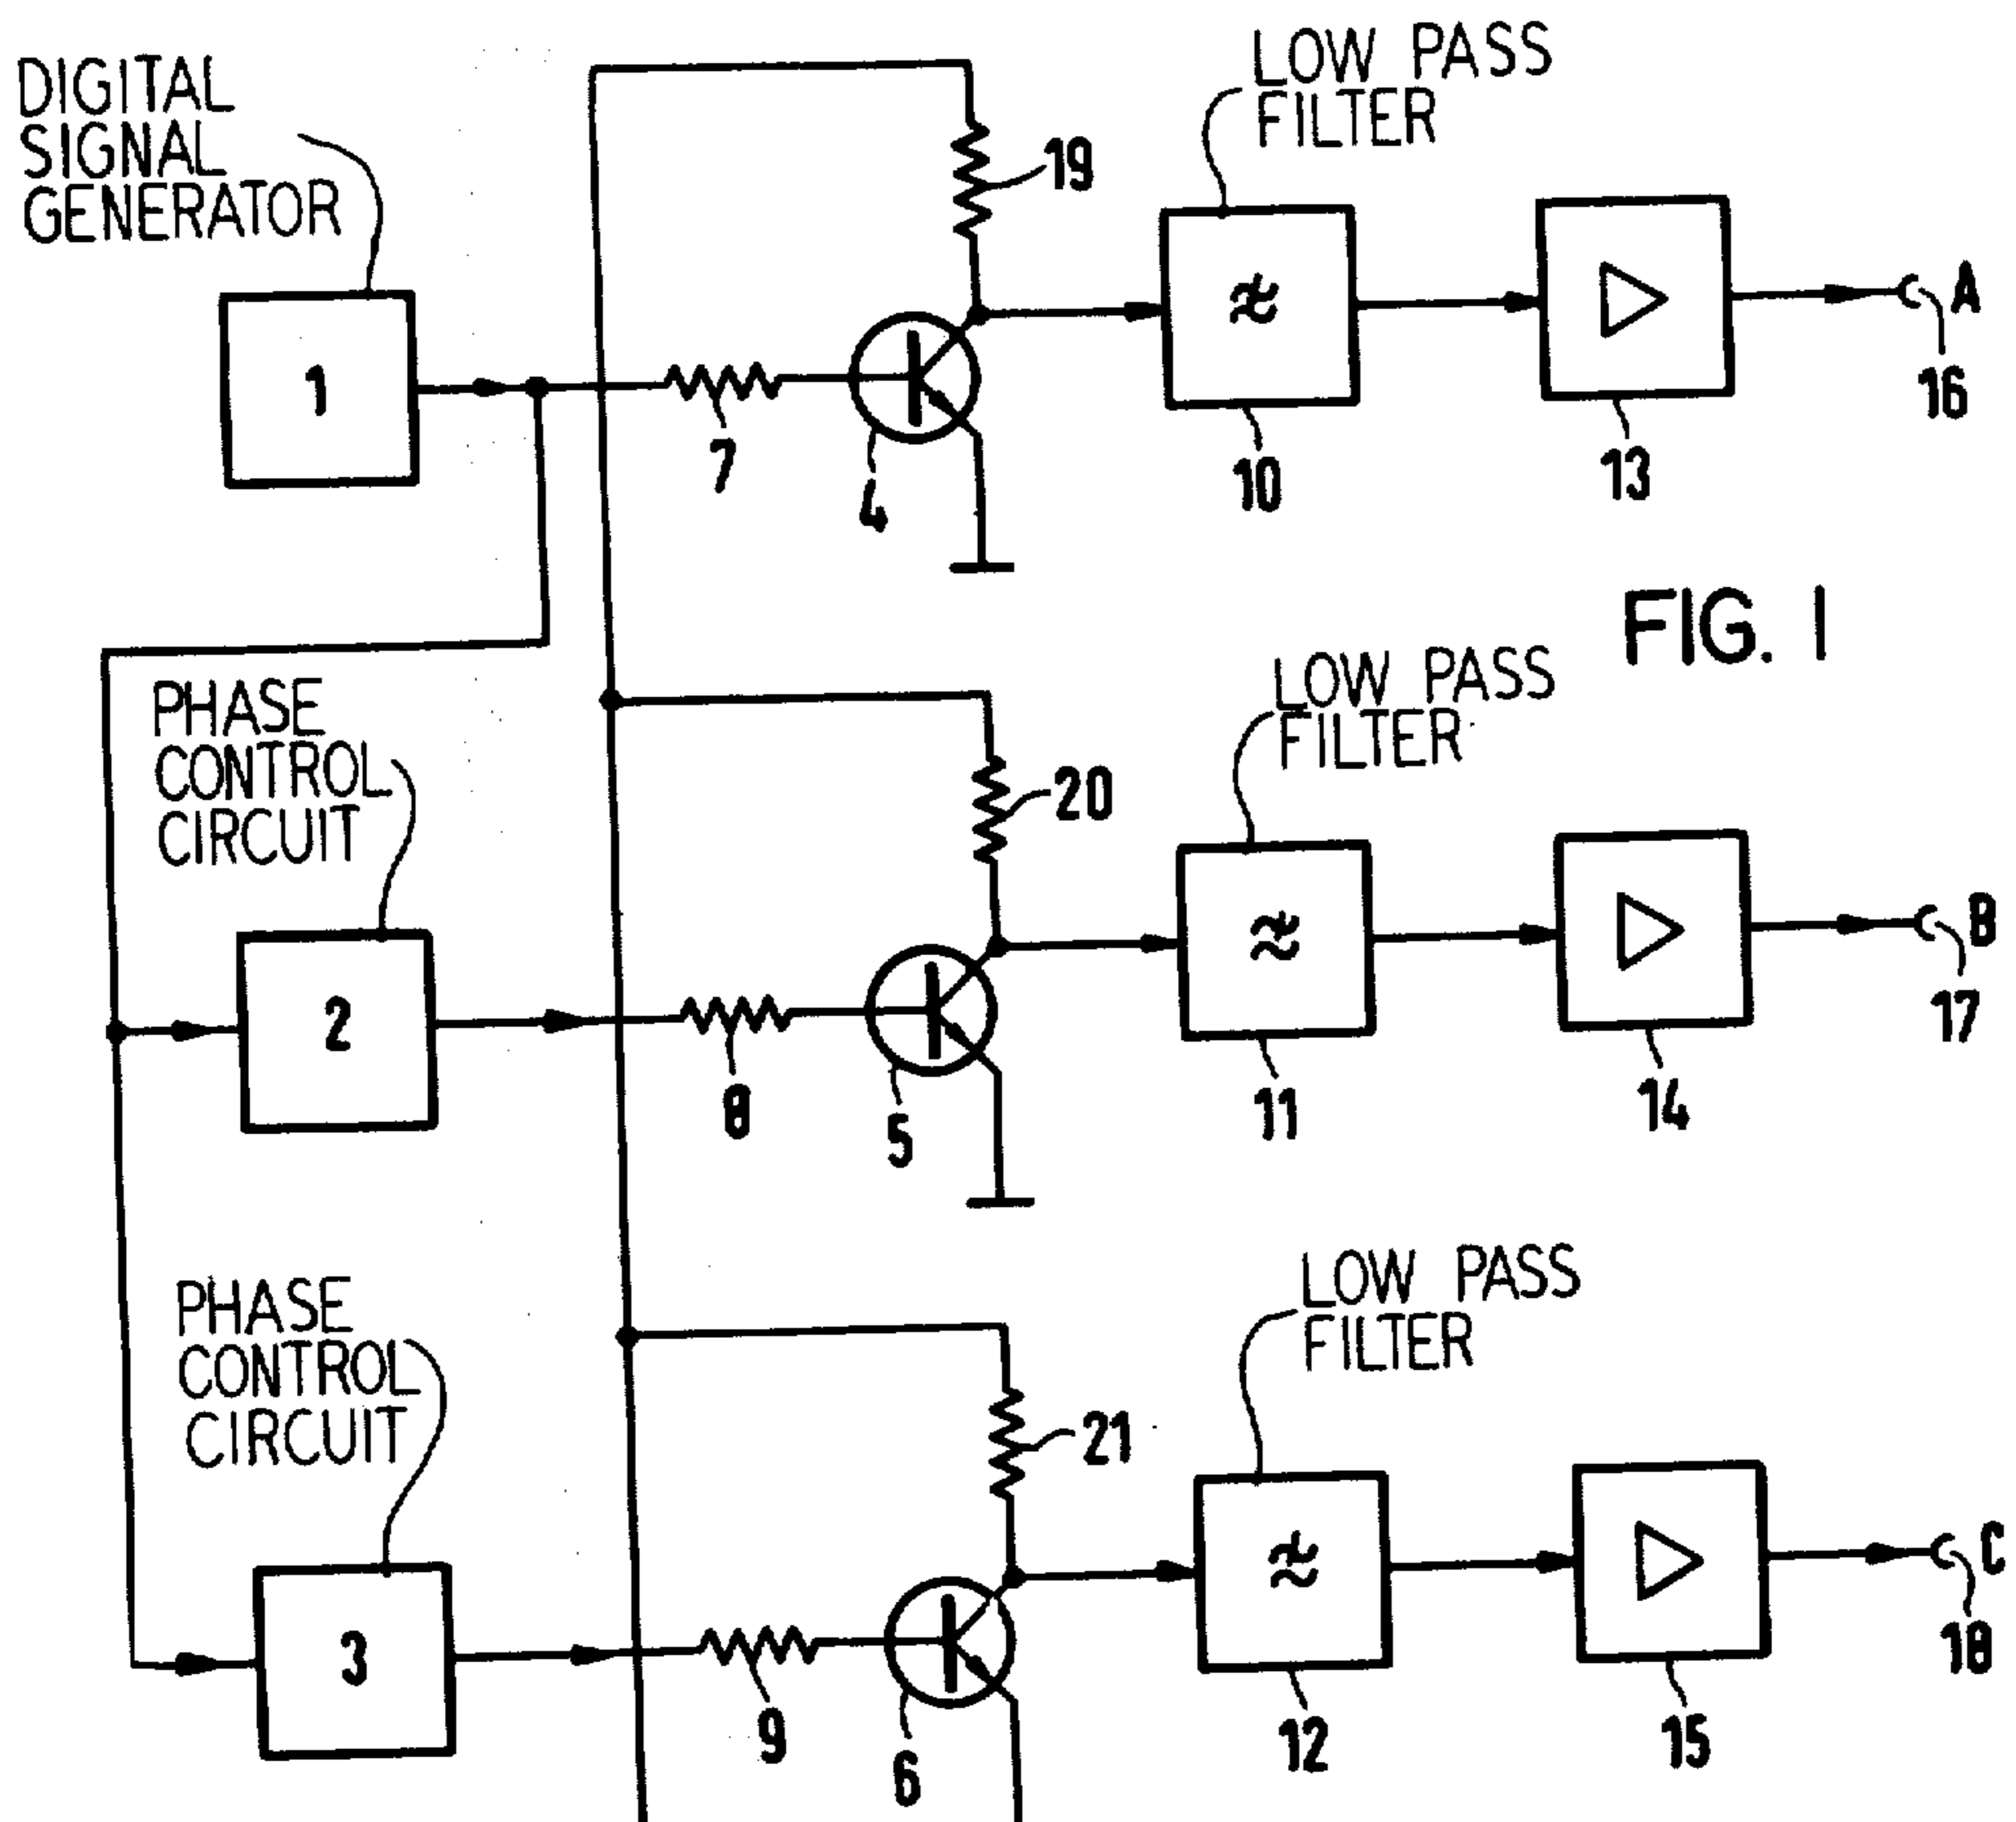 DIGITAL
SIGNAL
GENERATOR
LOW PASS
FILTER
19
1
7
4
10
13
A
16
FIG. 1
PHASE
CONTROL
CIRCUIT
LOW PASS
FILTER
20
2
8
5
11
14
B
17
PHASE
CONTROL
CIRCUIT
LOW PASS
FILTER
21
3
9
6
12
15
C
18